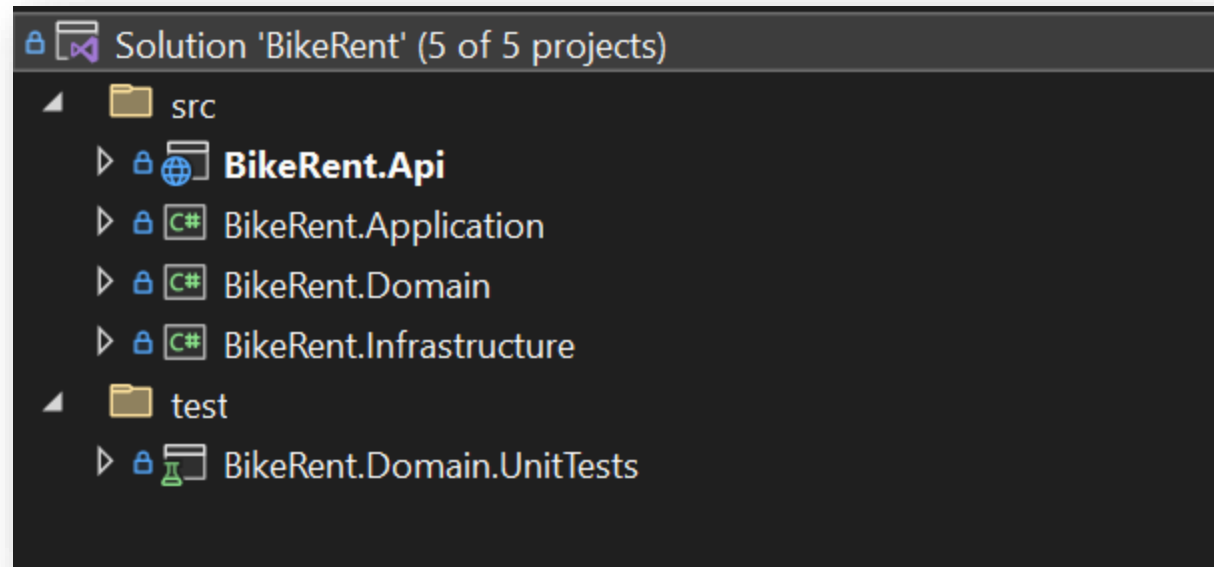 Solution 'BikeRent' (5 of 5 projects)
src
BikeRent.Api
C# BikeRent.Application
C# BikeRent.Domain
C# BikeRent.Infrastructure
test
BikeRent.Domain.UnitTests